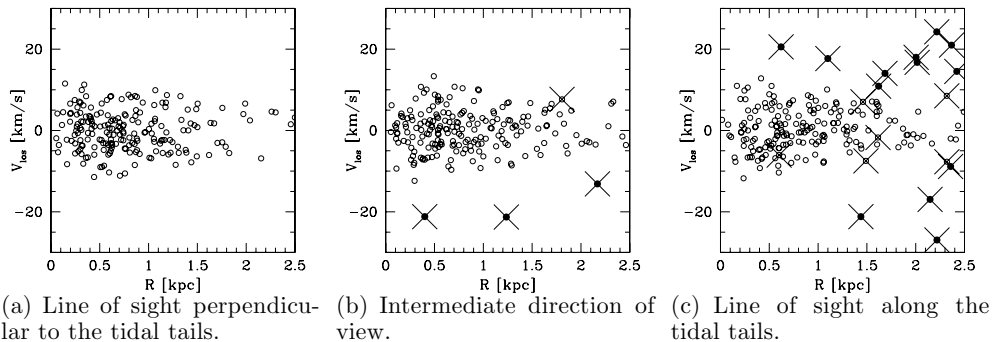 20
0
−20
V_los [km/s]
0 0.5 1 1.5 2 2.5
R [kpc]
(a) Line of sight perpendicu-
lar to the tidal tails.
20
0
−20
V_los [km/s]
0 0.5 1 1.5 2 2.5
R [kpc]
(b) Intermediate direction of
view.
20
0
−20
V_los [km/s]
0 0.5 1 1.5 2 2.5
R [kpc]
(c) Line of sight along the
tidal tails.